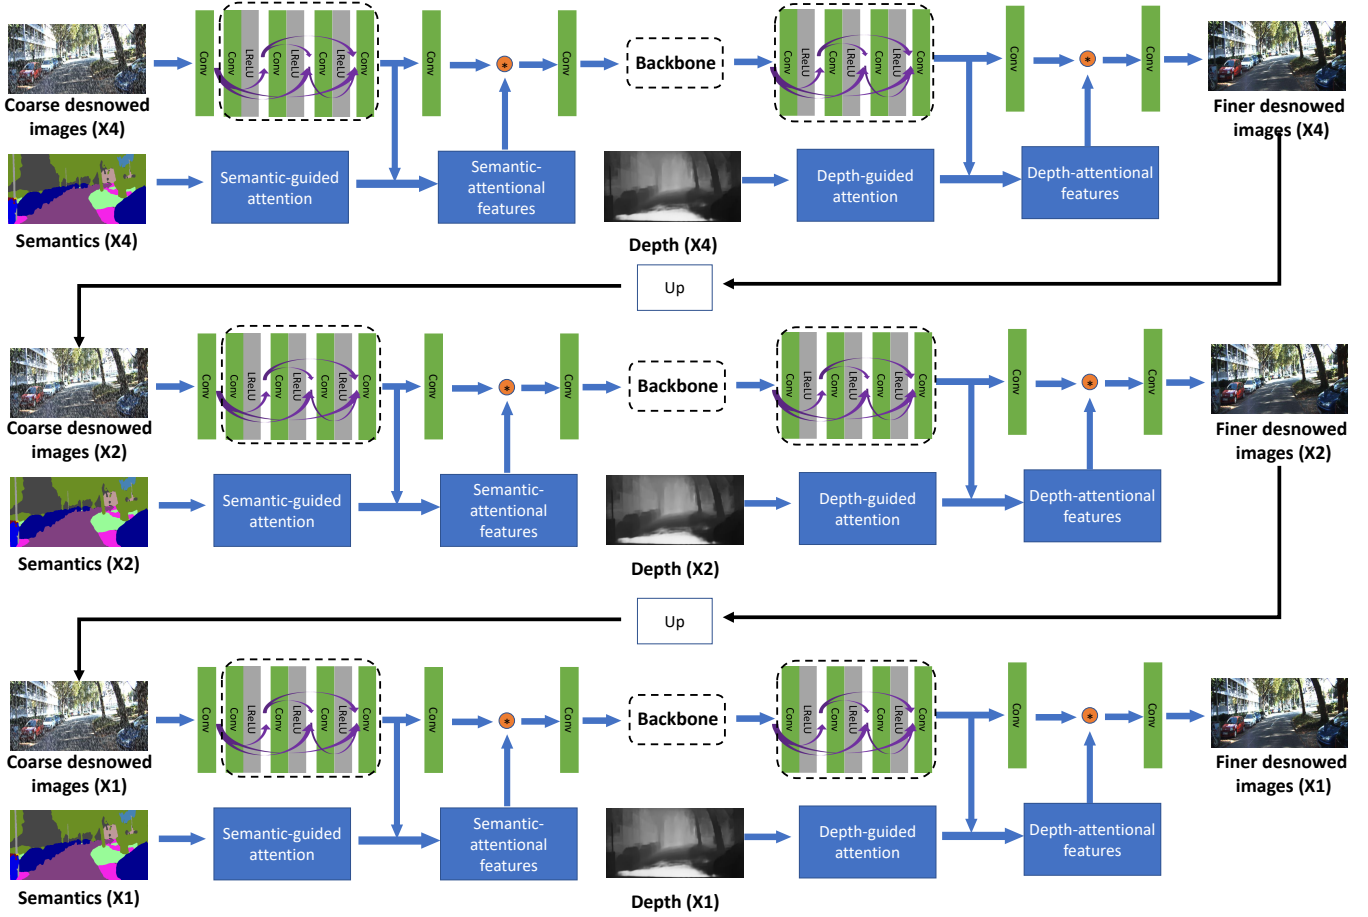 Conv
Conv
LReLU
Conv
LReLU
Conv
LReLU
Conv
Conv
*
Conv
Backbone
Conv
LReLU
Conv
LReLU
Conv
LReLU
Conv
Conv
*
Conv
Coarse desnowed
images (X4)
Finer desnowed
images (X4)
Semantic-guided
attention
Semantic-
attentional
features
Depth-guided
attention
Depth-attentional
features
Semantics (X4)
Depth (X4)
Up
Conv
Conv
LReLU
Conv
LReLU
Conv
LReLU
Conv
Conv
*
Conv
Backbone
Conv
LReLU
Conv
LReLU
Conv
LReLU
Conv
Conv
*
Conv
Coarse desnowed
images (X2)
Finer desnowed
images (X2)
Semantic-guided
attention
Semantic-
attentional
features
Depth-guided
attention
Depth-attentional
features
Semantics (X2)
Depth (X2)
Up
Conv
Conv
LReLU
Conv
LReLU
Conv
LReLU
Conv
Conv
*
Conv
Backbone
Conv
LReLU
Conv
LReLU
Conv
LReLU
Conv
Conv
*
Conv
Coarse desnowed
images (X1)
Finer desnowed
images (X1)
Semantic-guided
attention
Semantic-
attentional
features
Depth-guided
attention
Depth-attentional
features
Semantics (X1)
Depth (X1)